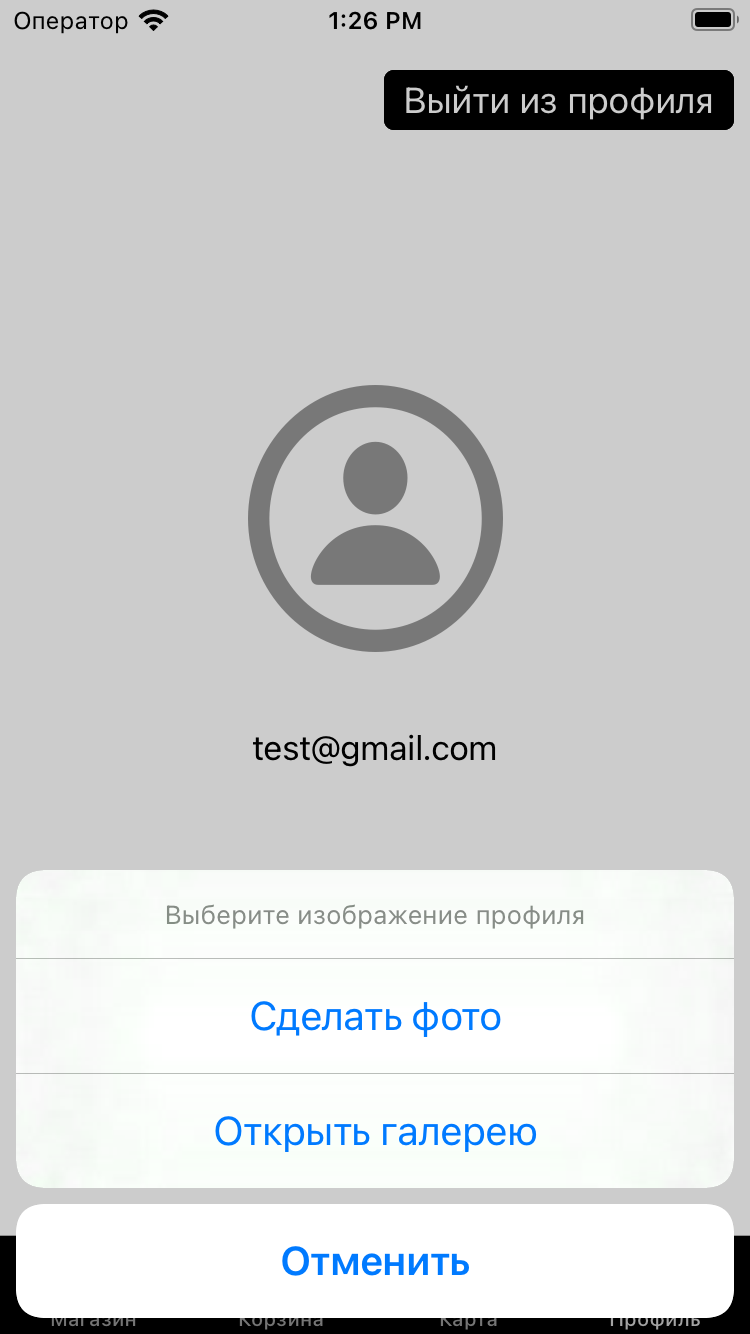 Оператор 1:26 PM
Выйти из профиля
test@gmail.com
Выберите изображение профиля
Сделать фото
Открыть галерею
Отменить
Магазин Корзина Карта Профиль